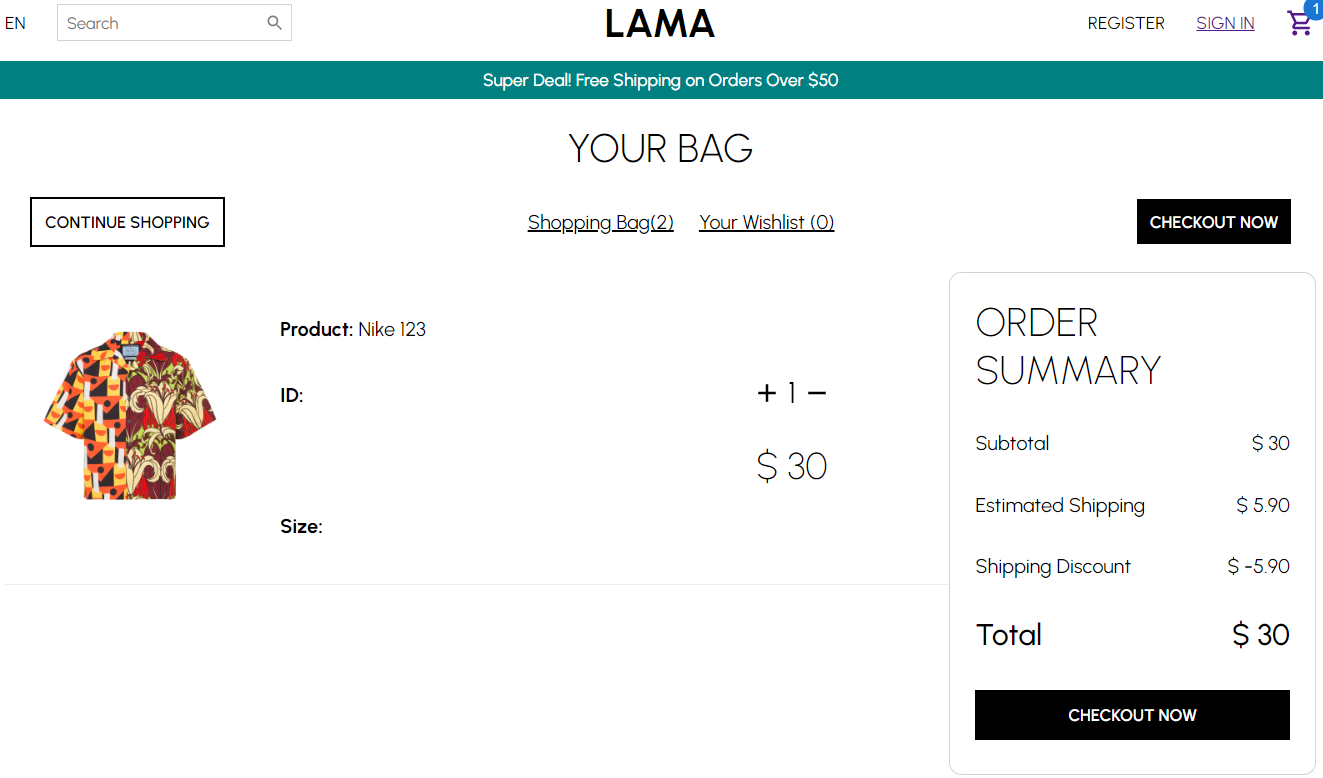 EN
Search
LAMA
REGISTER
SIGN IN
1
Super Deal! Free Shipping on Orders Over $50
YOUR BAG
CONTINUE SHOPPING
Shopping Bag(2)
Your Wishlist (0)
CHECKOUT NOW
Product: Nike 123
ID:
Size:
+ 1 −
$ 30
ORDER
SUMMARY
Subtotal $ 30
Estimated Shipping $ 5.90
Shipping Discount $ -5.90
Total $ 30
CHECKOUT NOW